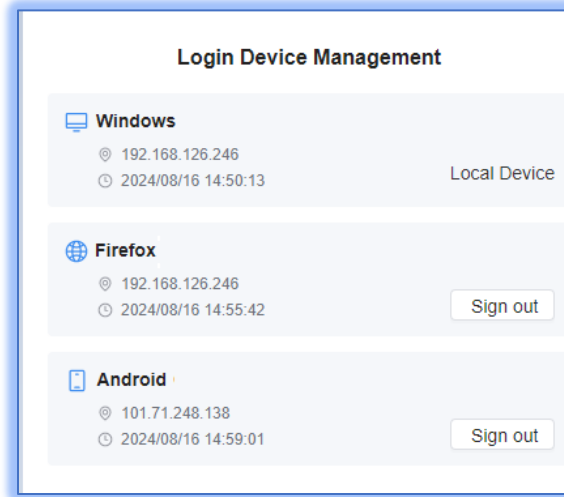 Login Device Management
Windows
192.168.126.246
2024/08/16 14:50:13
Local Device
Firefox
192.168.126.246
2024/08/16 14:55:42
Sign out
Android
101.71.248.138
2024/08/16 14:59:01
Sign out